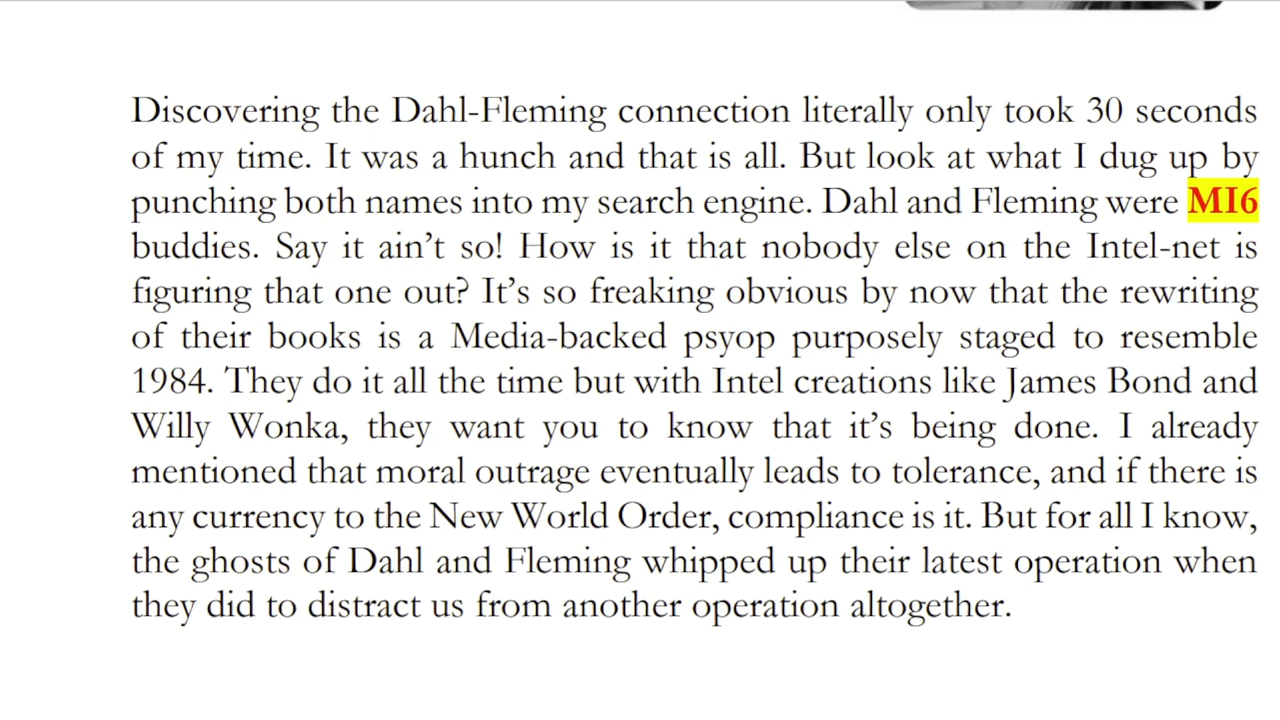 Discovering the Dahl-Fleming connection literally only took 30 seconds
of my time. It was a hunch and that is all. But look at what I dug up by
punching both names into my search engine. Dahl and Fleming were MI6
buddies. Say it ain’t so! How is it that nobody else on the Intel-net is
figuring that one out? It’s so freaking obvious by now that the rewriting
of their books is a Media-backed psyop purposely staged to resemble
1984. They do it all the time but with Intel creations like James Bond and
Willy Wonka, they want you to know that it’s being done. I already
mentioned that moral outrage eventually leads to tolerance, and if there is
any currency to the New World Order, compliance is it. But for all I know,
the ghosts of Dahl and Fleming whipped up their latest operation when
they did to distract us from another operation altogether.